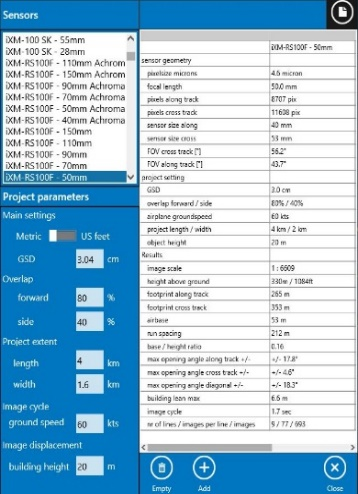 Sensors
iXM-100 SK - 55mm
iXM-100 SK - 28mm
iXM-RS100F - 110mm Achrom
iXM-RS100F - 150mm Achrom
iXM-RS100F - 90mm Achroma
iXM-RS100F - 70mm Achroma
iXM-RS100F - 50mm Achroma
iXM-RS100F - 40mm Achroma
iXM-RS100F - 150mm
iXM-RS100F - 110mm
iXM-RS100F - 90mm
iXM-RS100F - 70mm
iXM-RS100F - 50mm
Project parameters
Main settings
Metric US feet
GSD 3.04 cm
Overlap
forward 80 %
side 40 %
Project extent
length 4 km
width 1.6 km
Image cycle
ground speed 60 kts
Image displacement
building height 20 m
iXM-RS100F - 50mm
sensor geometry
pixelsize microns 4.6 micron
focal length 50.0 mm
pixels along track 8707 pix
pixels cross track 11608 pix
sensor size along 40 mm
sensor size cross 53 mm
FOV cross track [°] 56.2°
FOV along track [°] 43.7°
project setting
GSD 3.0 cm
overlap forward / side 80% / 40%
airplane groundspeed 60 kts
project length / width 4 km / 2 km
object height 20 m
Results
image scale 1 : 6609
height above ground 330m / 1084ft
footprint along track 265 m
footprint cross track 353 m
airbase 53 m
run spacing 212 m
base / height ratio 0.16
max opening angle along track +/- +/- 17.8°
max opening angle cross track +/- +/- 4.6°
max opening angle diagonal +/- +/- 18.3°
building lean max 6.6 m
image cycle 1.7 sec
nr of lines / images per line / images 9 / 77 / 693
Empty Add Close